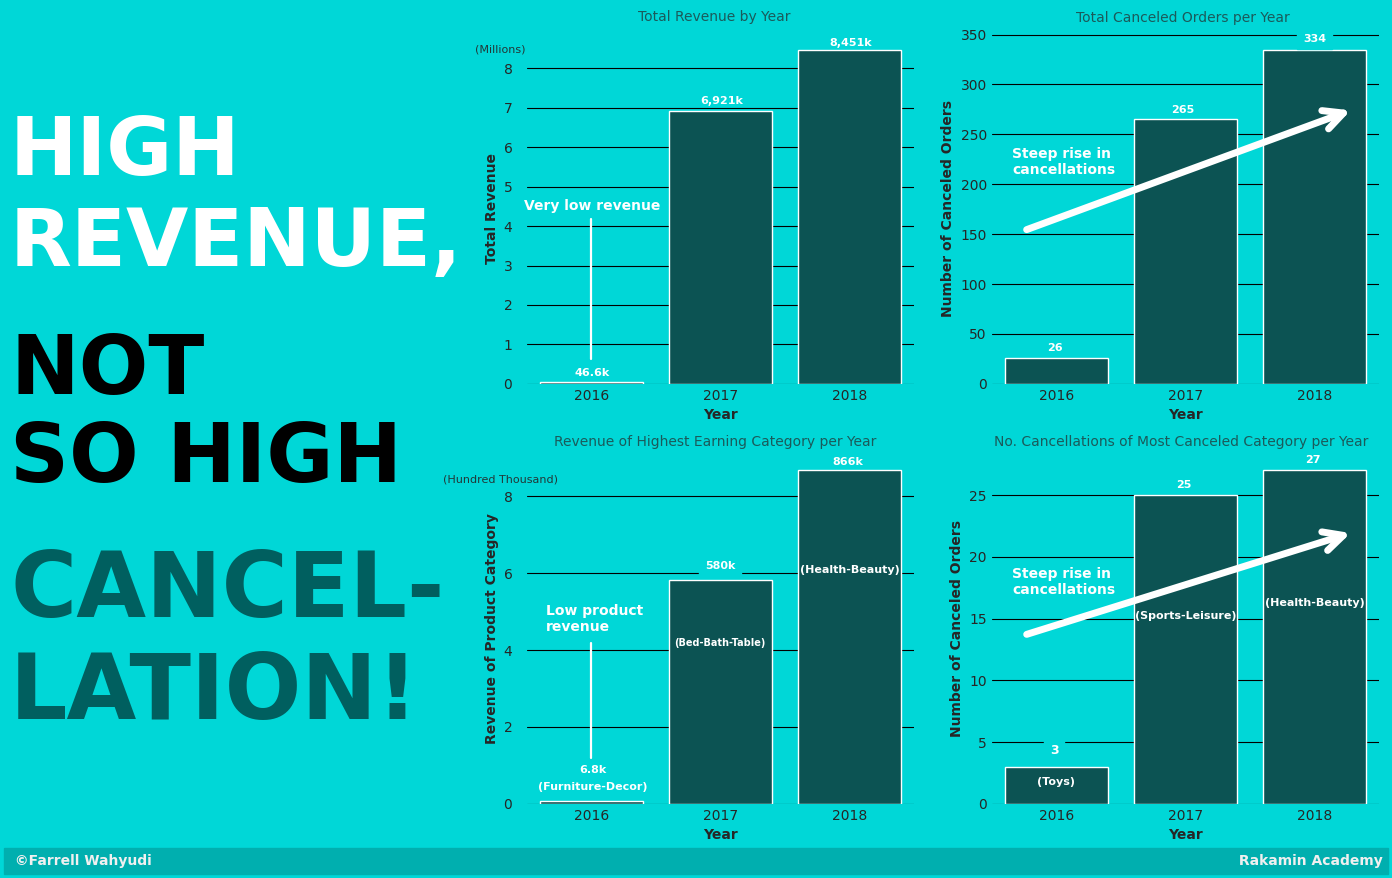 HIGH
REVENUE,
NOT
SO HIGH
CANCEL-
LATION!
Total Revenue by Year
(Millions)
8,451k
8
6,921k
7
6
5
Very low revenue
4
3
2
1
46.6k
0
Total Revenue
2016 2017 2018
Year
Total Canceled Orders per Year
350
334
300
265
250
Steep rise in
cancellations
200
150
100
50
26
0
Number of Canceled Orders
2016 2017 2018
Year
Revenue of Highest Earning Category per Year
866k
(Hundred Thousand)
8
580k
(Health-Beauty)
6
Low product
revenue
(Bed-Bath-Table)
4
2
6.8k
(Furniture-Decor)
0
Revenue of Product Category
2016 2017 2018
Year
No. Cancellations of Most Canceled Category per Year
27
25
25
20
Steep rise in
cancellations
(Health-Beauty)
(Sports-Leisure)
15
10
5
3
(Toys)
0
Number of Canceled Orders
2016 2017 2018
Year
©Farrell Wahyudi
Rakamin Academy